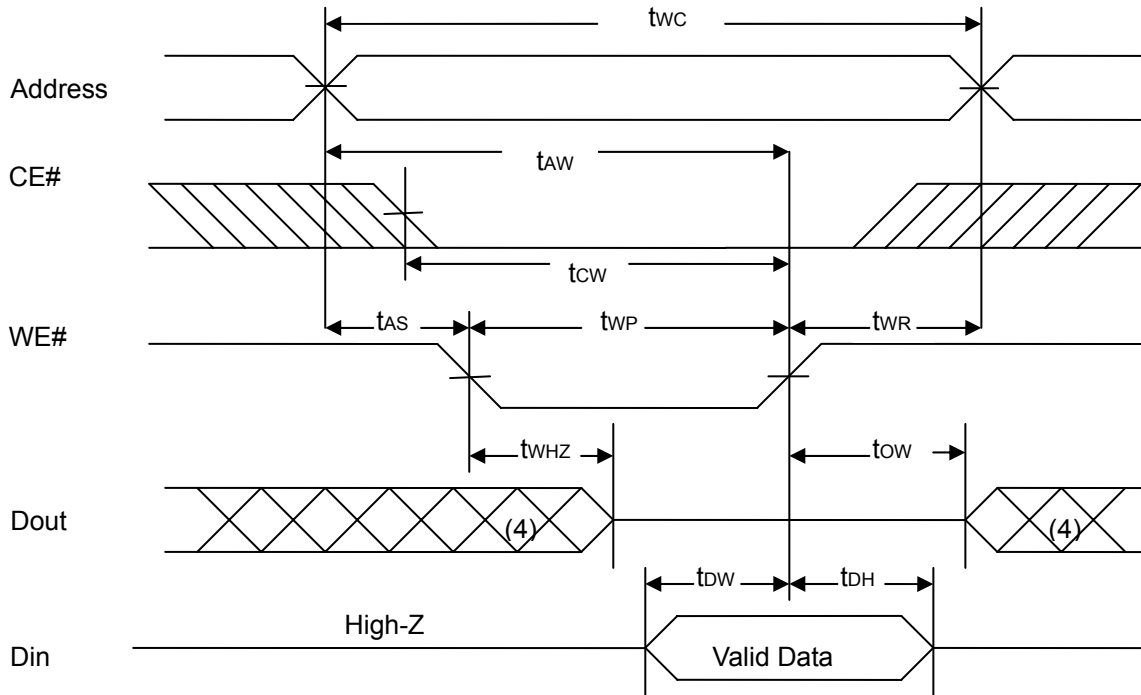 tWC
Address
tAW
CE#
tCW
tAS tWP tWR
WE#
tWHZ tOW
Dout (4) (4)
tDW tDH
High-Z
Din Valid Data